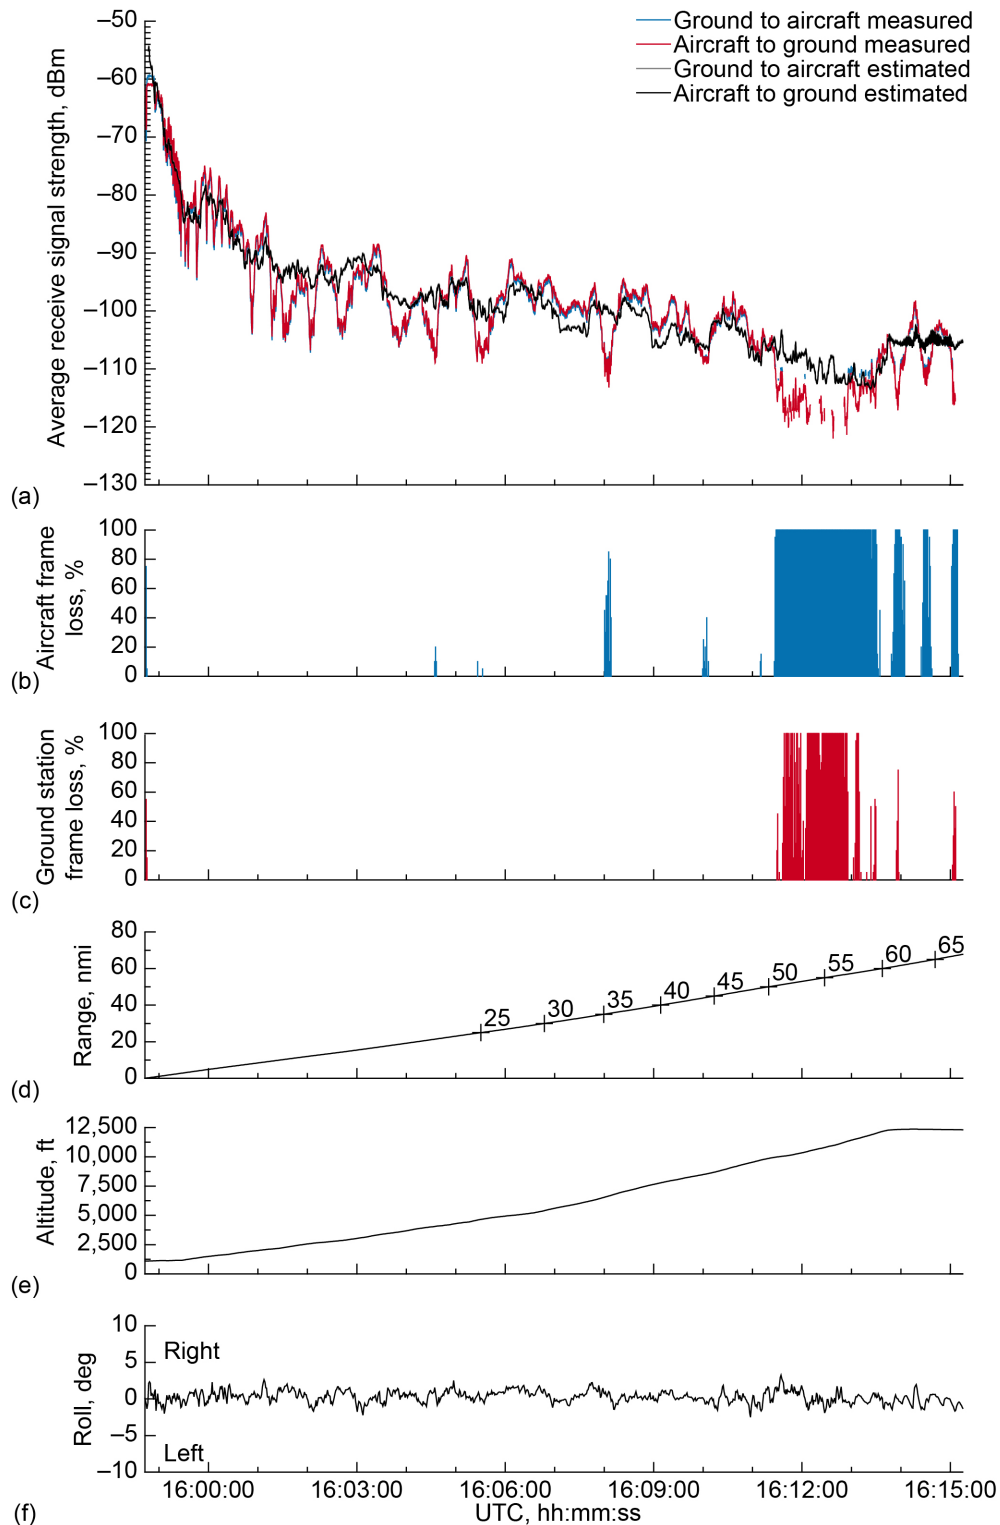 Ground to aircraft measured
Aircraft to ground measured
Ground to aircraft estimated
Aircraft to ground estimated
Average receive signal strength, dBm
–50
–60
–70
–80
–90
–100
–110
–120
–130
(a)
Aircraft frame
loss, %
100
80
60
40
20
0
(b)
Ground station
frame loss, %
100
80
60
40
20
0
(c)
Range, nmi
80
60
40
20
0
25
30
35
40
45
50
55
60
65
(d)
Altitude, ft
12,500
10,000
7,500
5,000
2,500
0
(e)
Roll, deg
10
5
0
–5
–10
Right
Left
16:00:00
16:03:00
16:06:00
16:09:00
16:12:00
16:15:00
UTC, hh:mm:ss
(f)